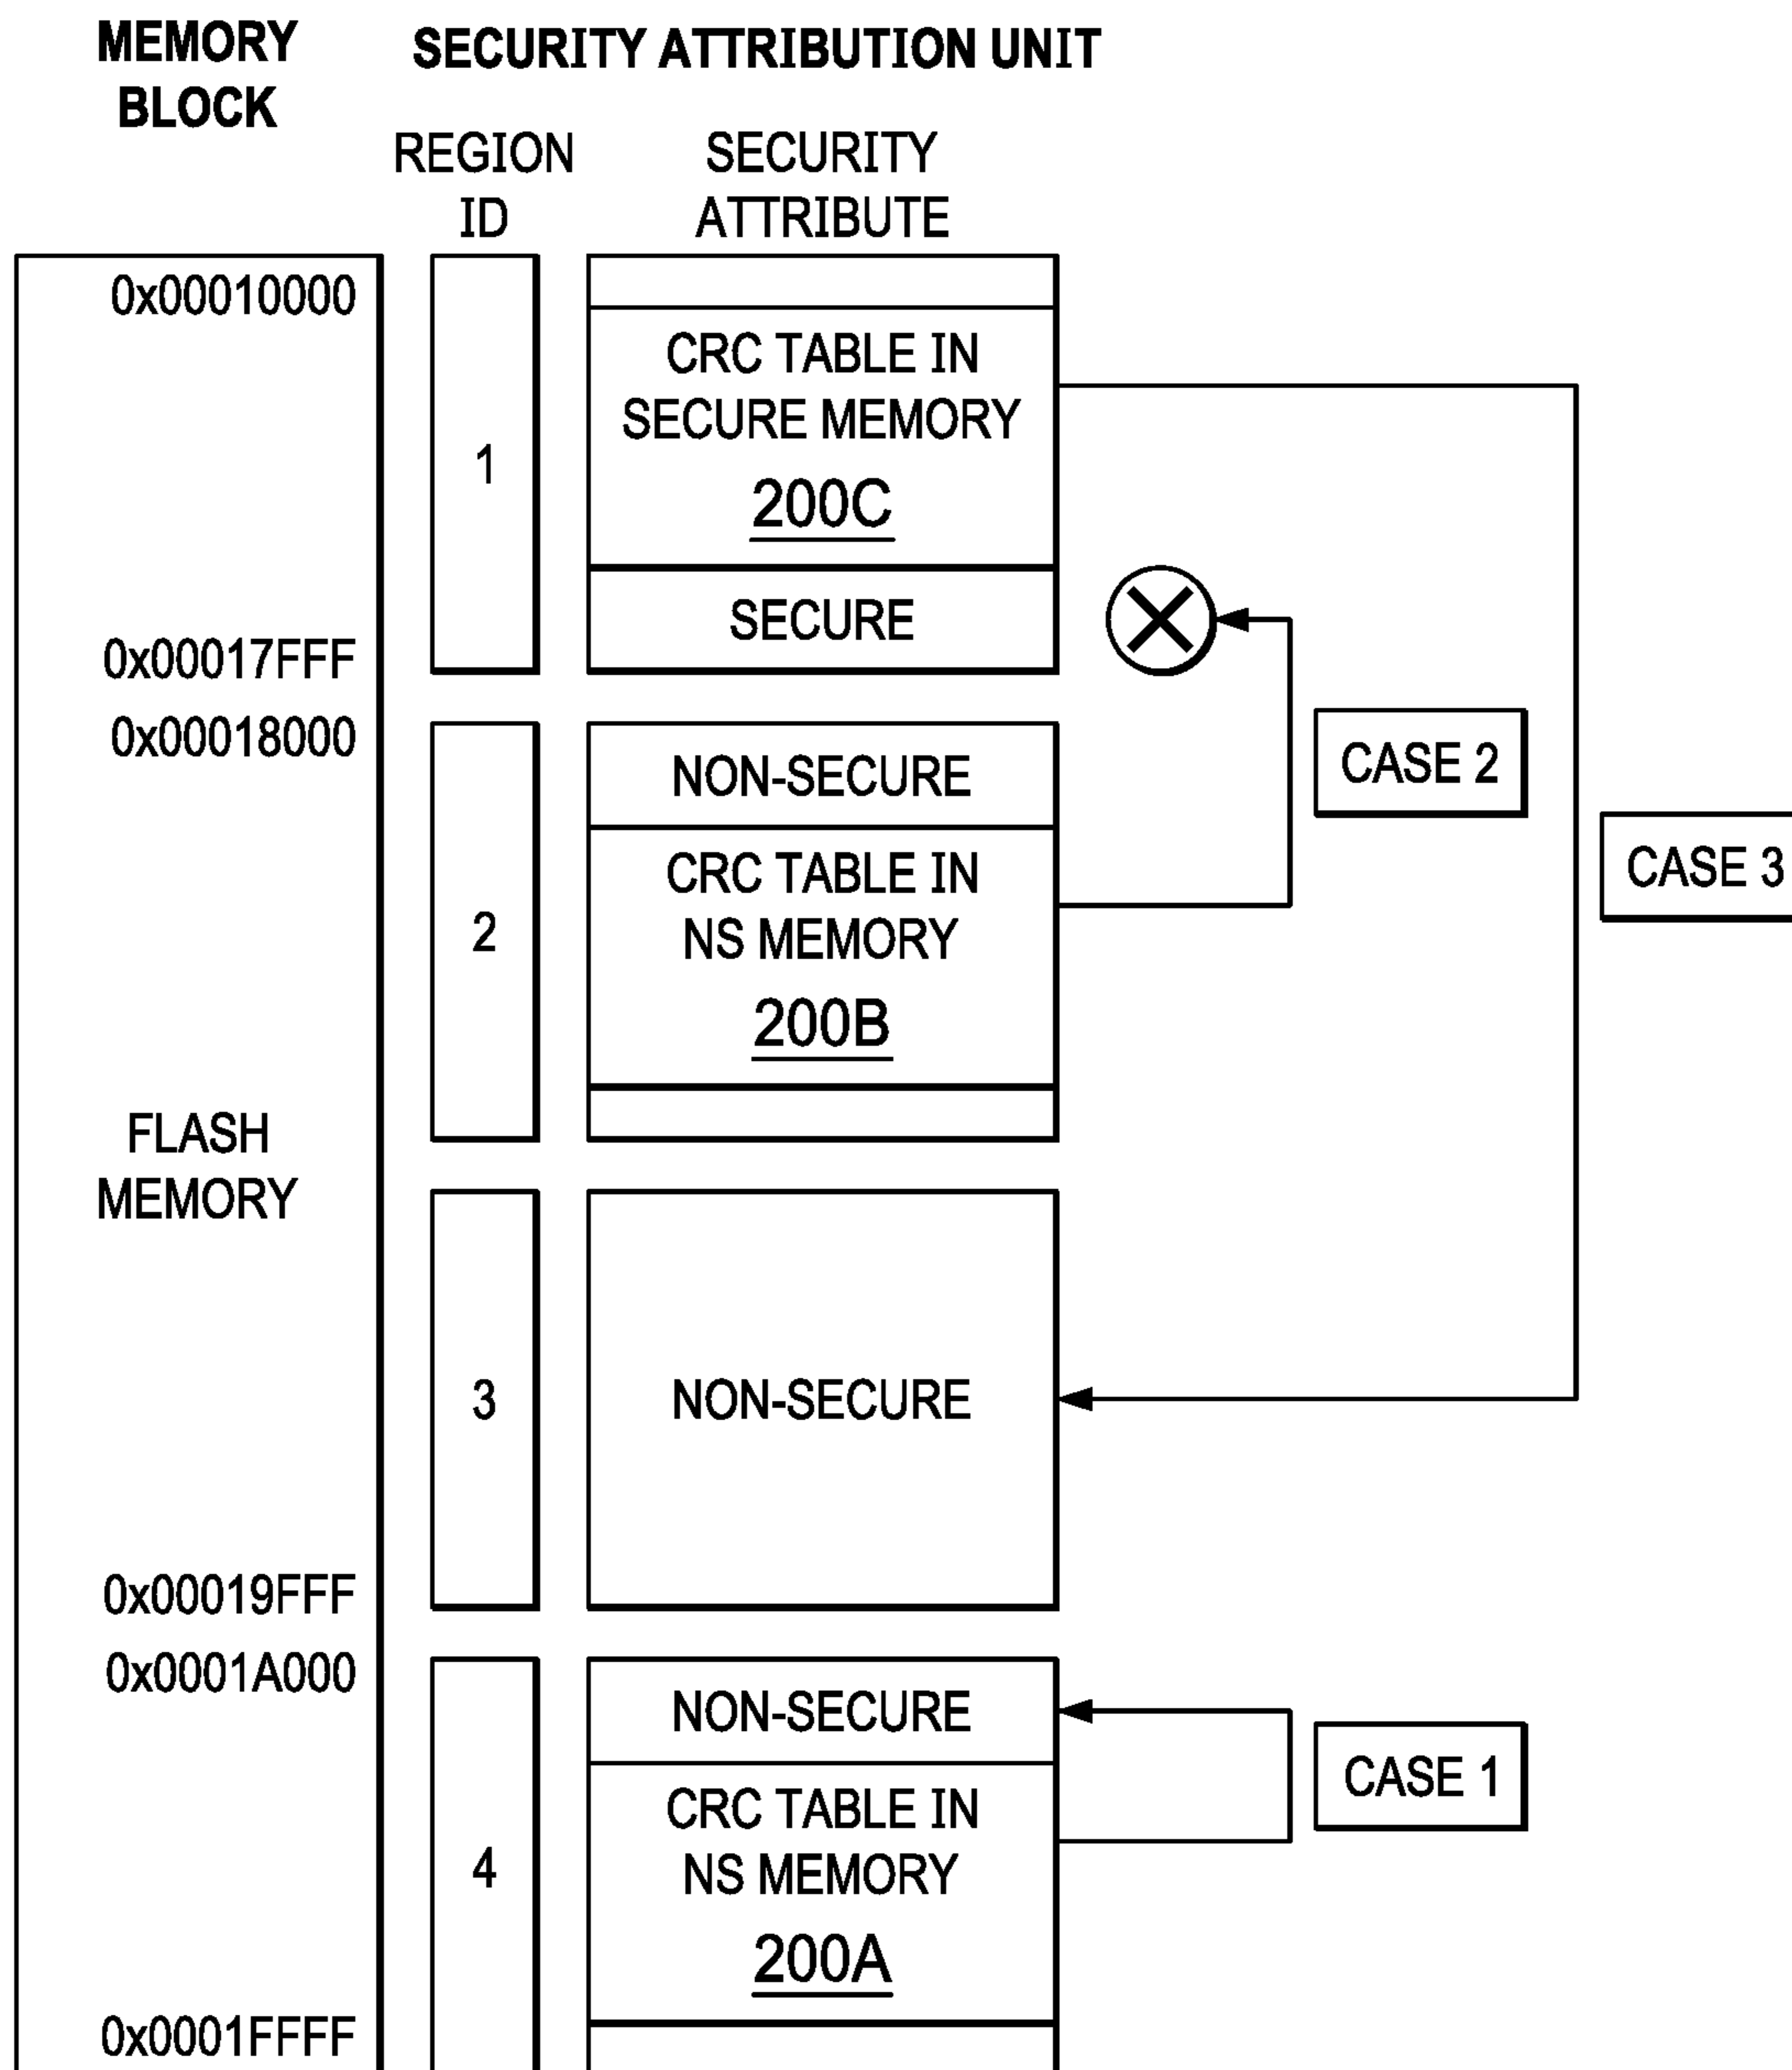 MEMORY
BLOCK
SECURITY ATTRIBUTION UNIT
REGION
ID
SECURITY
ATTRIBUTE
0x00010000
0x00017FFF
0x00018000
FLASH
MEMORY
0x00019FFF
0x0001A000
0x0001FFFF
1
2
3
4
CRC TABLE IN
SECURE MEMORY
200C
SECURE
NON-SECURE
CRC TABLE IN
NS MEMORY
200B
NON-SECURE
NON-SECURE
CRC TABLE IN
NS MEMORY
200A
CASE 2
CASE 3
CASE 1